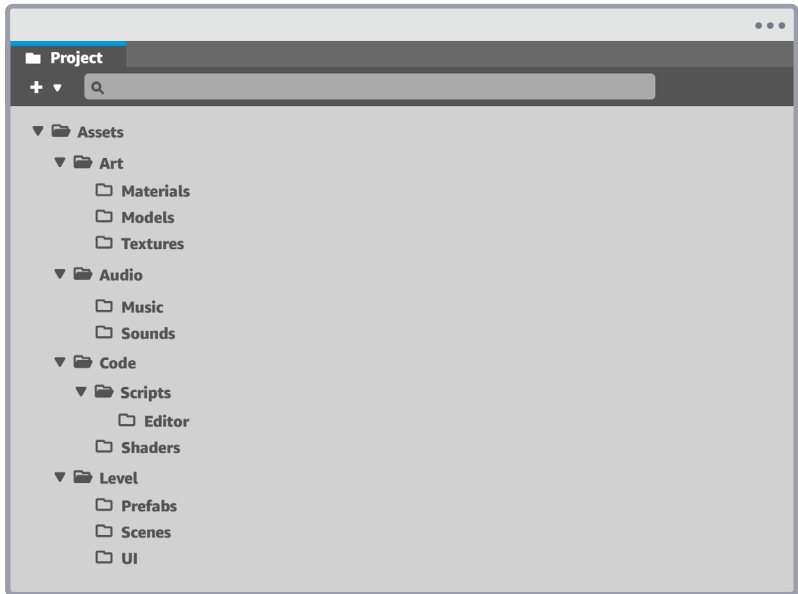 Project
Assets
Art
Materials
Models
Textures
Audio
Music
Sounds
Code
Scripts
Editor
Shaders
Level
Prefabs
Scenes
UI